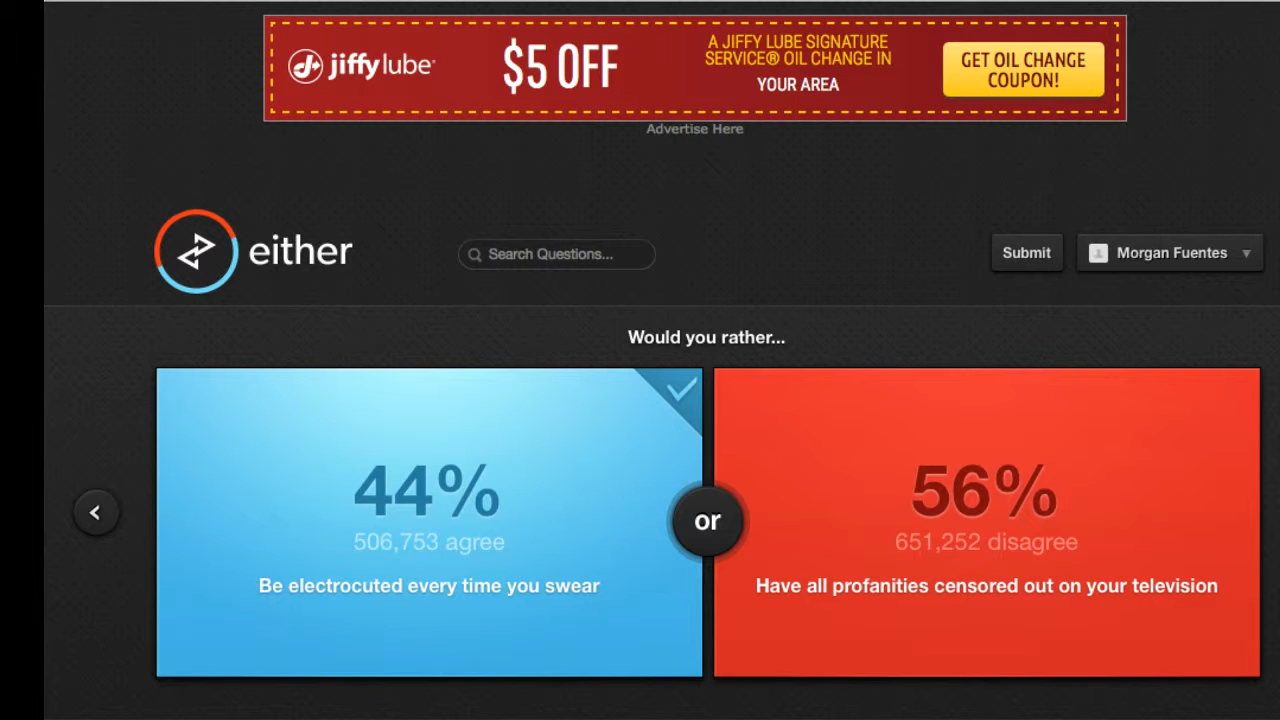 jiffylube
$5 OFF
A JIFFY LUBE SIGNATURE
SERVICE® OIL CHANGE IN
YOUR AREA
GET OIL CHANGE
COUPON!
Advertise Here
either
Search Questions...
Submit
Morgan Fuentes
Would you rather...
44%
506,753 agree
Be electrocuted every time you swear
or
56%
651,252 disagree
Have all profanities censored out on your television